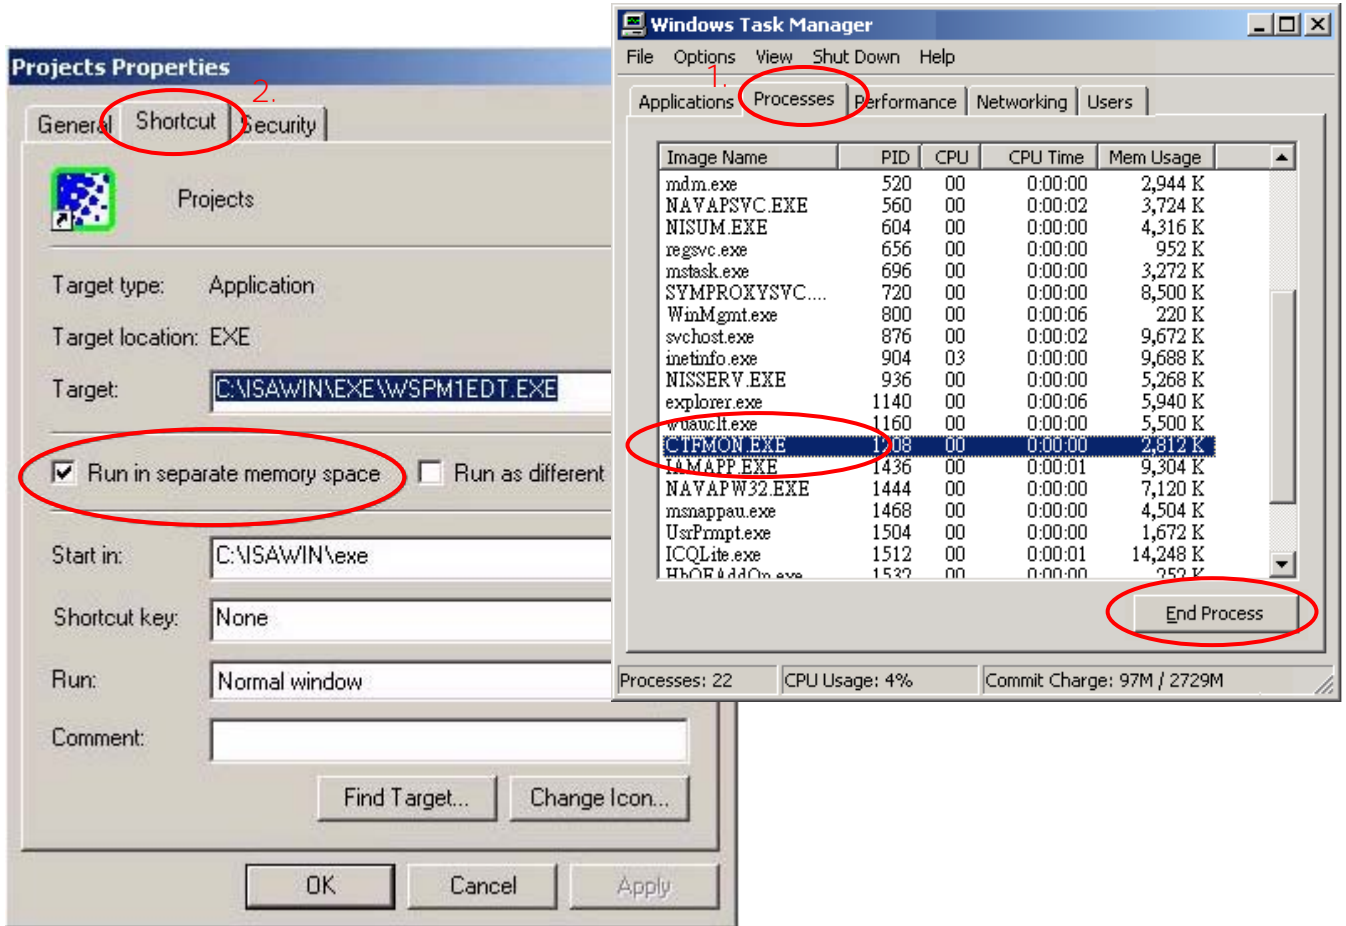 Projects Properties
2.
General Shortcut Security
Projects
Target type: Application
Target location: EXE
Target: C:\ISAWIN\EXE\WSPM1EDT.EXE
Run in separate memory space Run as different
Start in: C:\ISAWIN\exe
Shortcut key: None
Run: Normal window
Comment:
Find Target... Change Icon...
OK Cancel Apply
Windows Task Manager
File Options View Shut Down Help
1.
Applications Processes Performance Networking Users
Image Name PID CPU CPU Time Mem Usage
mdm.exe 520 00 0:00:00 2,944 K
NAVAPSVC.EXE 560 00 0:00:02 3,724 K
NISUM.EXE 604 00 0:00:00 4,316 K
regsvc.exe 656 00 0:00:00 952 K
mstask.exe 696 00 0:00:00 3,272 K
SYMPROXYSVC.... 720 00 0:00:00 8,500 K
WinMgmt.exe 800 00 0:00:06 220 K
svchost.exe 876 00 0:00:02 9,672 K
inetinfo.exe 904 03 0:00:00 9,688 K
NISSERV.EXE 936 00 0:00:00 5,268 K
explorer.exe 1140 00 0:00:06 5,940 K
wuauclt.exe 1160 00 0:00:00 5,500 K
CTFMON.EXE 1208 00 0:00:00 2,812 K
IAMAPP.EXE 1436 00 0:00:01 9,304 K
NAVAPW32.EXE 1444 00 0:00:00 7,120 K
msnappau.exe 1468 00 0:00:00 4,504 K
UsrPrmpt.exe 1504 00 0:00:00 1,672 K
ICQLite.exe 1512 00 0:00:01 14,248 K
1532 00 0:00:00 252 K
End Process
Processes: 22 CPU Usage: 4% Commit Charge: 97M / 2729M